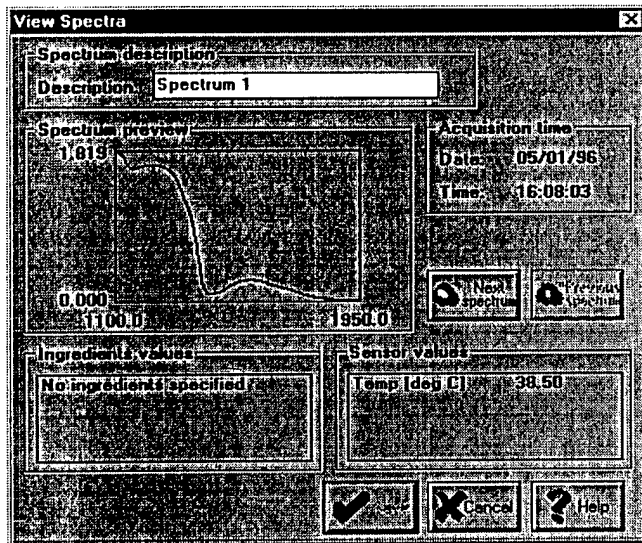 View Spectra
Spectrum description
Description: Spectrum 1
Spectrum preview
1.819
0.000
1100.0
1950.0
Acquisition time
Date: 05/01/96
Time: 16:08:03
Next
spectrum
Previous
spectrum
Ingredients values
No ingredients specified
Sensor values
Temp [deg C] 38.50
Cancel
Help